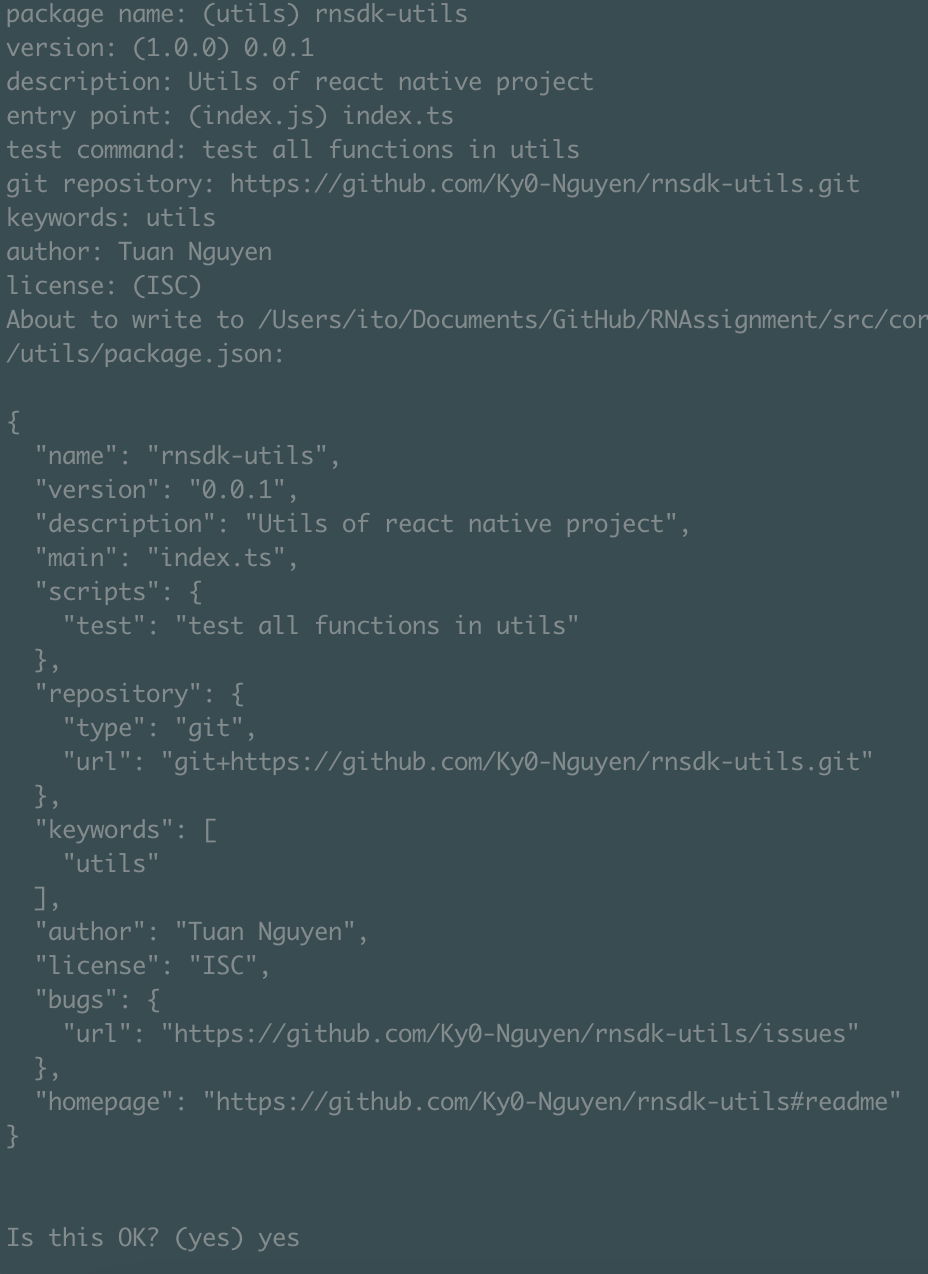 package name: (utils) rnsdk-utils
version: (1.0.0) 0.0.1
description: Utils of react native project
entry point: (index.js) index.ts
test command: test all functions in utils
git repository: https://github.com/Ky0-Nguyen/rnsdk-utils.git
keywords: utils
author: Tuan Nguyen
license: (ISC)
About to write to /Users/ito/Documents/GitHub/RNAssignment/src/cor
/utils/package.json:

{
  "name": "rnsdk-utils",
  "version": "0.0.1",
  "description": "Utils of react native project",
  "main": "index.ts",
  "scripts": {
    "test": "test all functions in utils"
  },
  "repository": {
    "type": "git",
    "url": "git+https://github.com/Ky0-Nguyen/rnsdk-utils.git"
  },
  "keywords": [
    "utils"
  ],
  "author": "Tuan Nguyen",
  "license": "ISC",
  "bugs": {
    "url": "https://github.com/Ky0-Nguyen/rnsdk-utils/issues"
  },
  "homepage": "https://github.com/Ky0-Nguyen/rnsdk-utils#readme"
}

Is this OK? (yes) yes